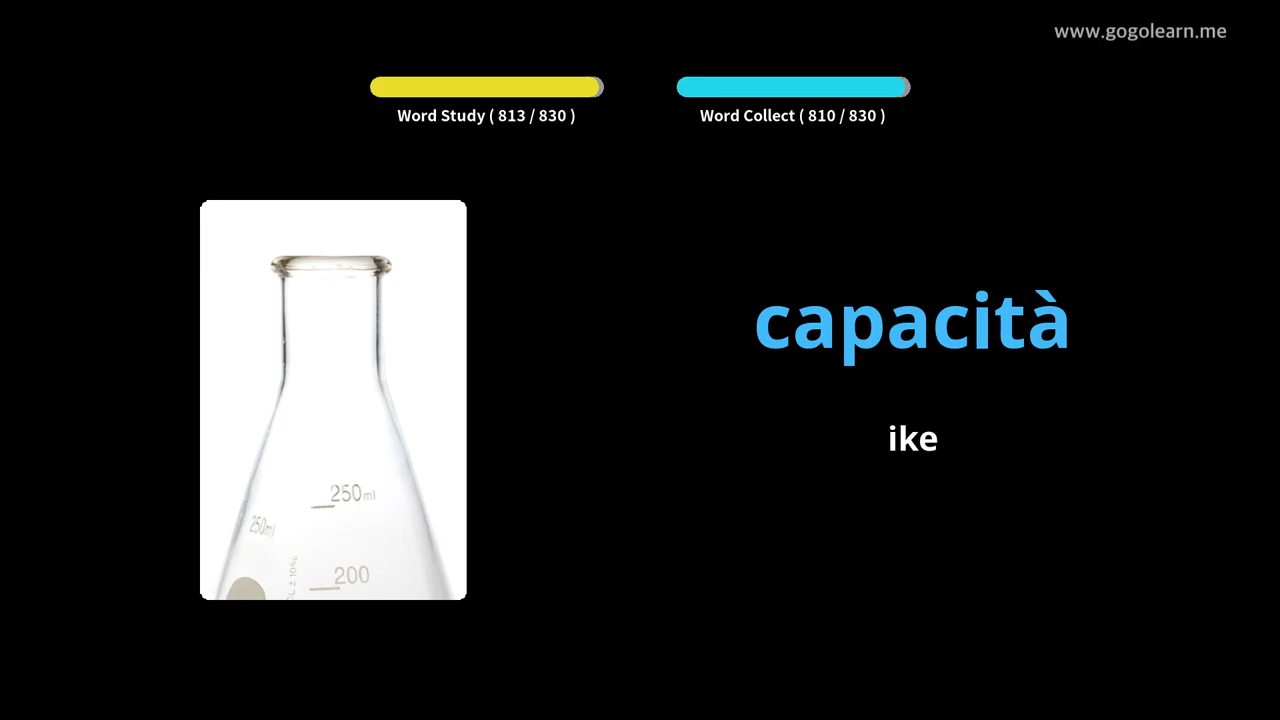 www.gogolearn.me
Word Study ( 813 / 830 )
Word Collect ( 810 / 830 )
capacità
ike
250ml
250ml
200